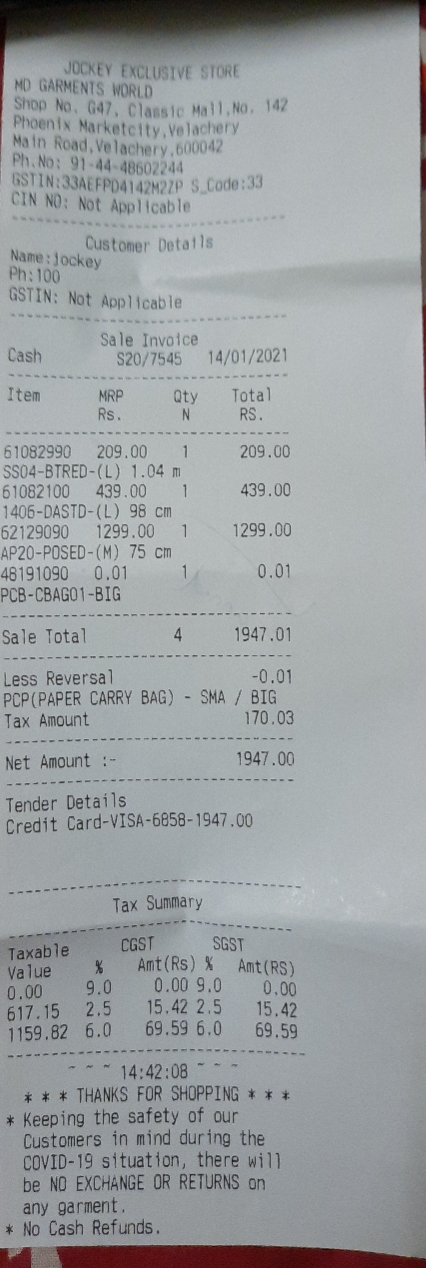 JOCKEY EXCLUSIVE STORE
MD GARMENTS WORLD
Shop No. G47, Classic Mall,No. 142
Phoenix Marketcity,Velachery
Main Road,Velachery,600042
Ph.No: 91-44-48602244
GSTIN:33AEFPD4142M2ZP S_Code:33
CIN NO: Not Applicable
Customer Details
Name:jockey
Ph:100
GSTIN: Not Applicable
Sale Invoice
Cash S20/7545 14/01/2021
Item MRP Qty Total
Rs. N RS.
61082990 209.00 1 209.00
SS04-BTRED-(L) 1.04 m
61082100 439.00 1 439.00
1406-DASTD-(L) 98 cm
62129090 1299.00 1 1299.00
AP20-POSED-(M) 75 cm
48191090 0.01 1 0.01
PCB-CBAG01-BIG
Sale Total 4 1947.01
Less Reversal -0.01
PCP(PAPER CARRY BAG) - SMA / BIG
Tax Amount 170.03
Net Amount :- 1947.00
Tender Details
Credit Card-VISA-6858-1947.00
Tax Summary
Taxable CGST SGST
Value % Amt(Rs) % Amt(RS)
0.00 9.0 0.00 9.0 0.00
617.15 2.5 15.42 2.5 15.42
1159.82 6.0 69.59 6.0 69.59
~ ~ ~ 14:42:08 ~ ~ ~
* * * THANKS FOR SHOPPING * * *
* Keeping the safety of our
Customers in mind during the
COVID-19 situation, there will
be NO EXCHANGE OR RETURNS on
any garment.
* No Cash Refunds.